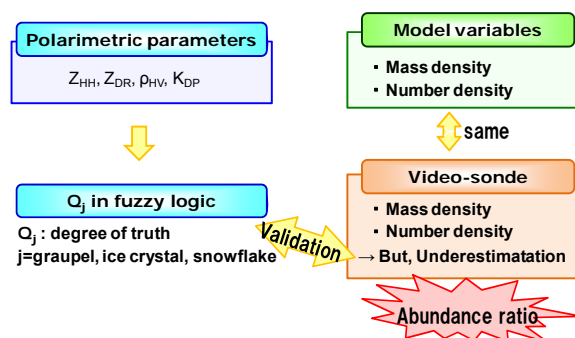 Polarimetric parameters
Z_HH, Z_DR, ρ_HV, K_DP
Model variables
・ Mass density
・ Number density
same
Q_j in fuzzy logic
Q_j : degree of truth
j=graupel, ice crystal, snowflake
Validation
Video-sonde
・ Mass density
・ Number density
→ But, Underestimatation
Abundance ratio